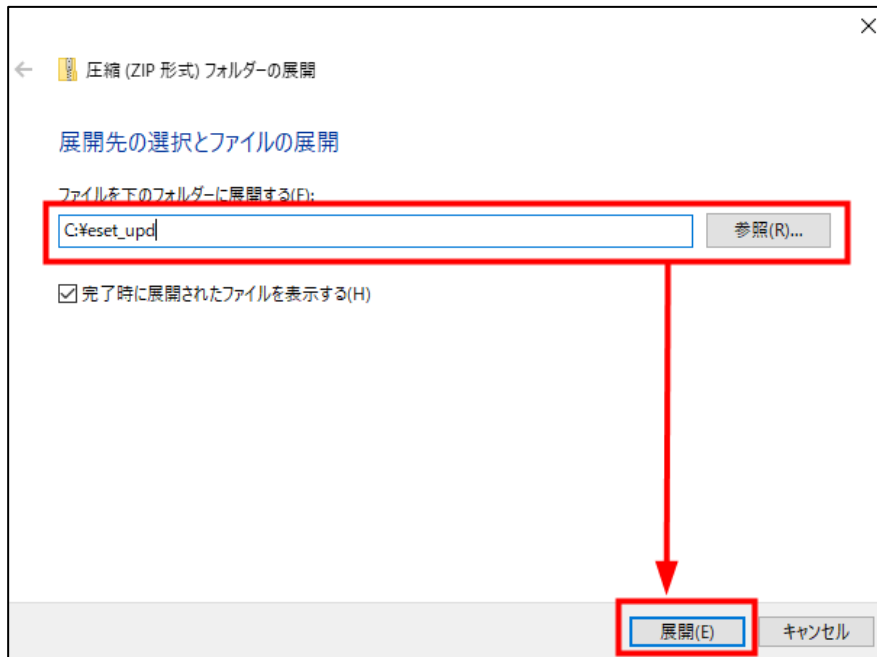 圧縮 (ZIP 形式) フォルダーの展開
展開先の選択とファイルの展開
ファイルを下のフォルダーに展開する(F):
C:¥eset_upd
参照(R)...
完了時に展開されたファイルを表示する(H)
展開(E)
キャンセル